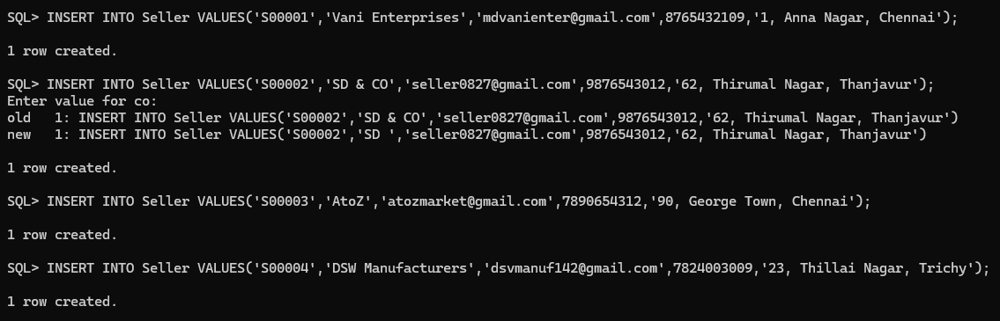 SQL> INSERT INTO Seller VALUES('S00001','Vani Enterprises','mdvanienter@gmail.com',8765432109,'1, Anna Nagar, Chennai');
1 row created.
SQL> INSERT INTO Seller VALUES('S00002','SD & CO','seller0827@gmail.com',9876543012,'62, Thirumal Nagar, Thanjavur');
Enter value for co:
old   1: INSERT INTO Seller VALUES('S00002','SD & CO','seller0827@gmail.com',9876543012,'62, Thirumal Nagar, Thanjavur')
new   1: INSERT INTO Seller VALUES('S00002','SD ','seller0827@gmail.com',9876543012,'62, Thirumal Nagar, Thanjavur')
1 row created.
SQL> INSERT INTO Seller VALUES('S00003','AtoZ','atozmarket@gmail.com',7890654312,'90, George Town, Chennai');
1 row created.
SQL> INSERT INTO Seller VALUES('S00004','DSW Manufacturers','dsvmanuf142@gmail.com',7824003009,'23, Thillai Nagar, Trichy');
1 row created.